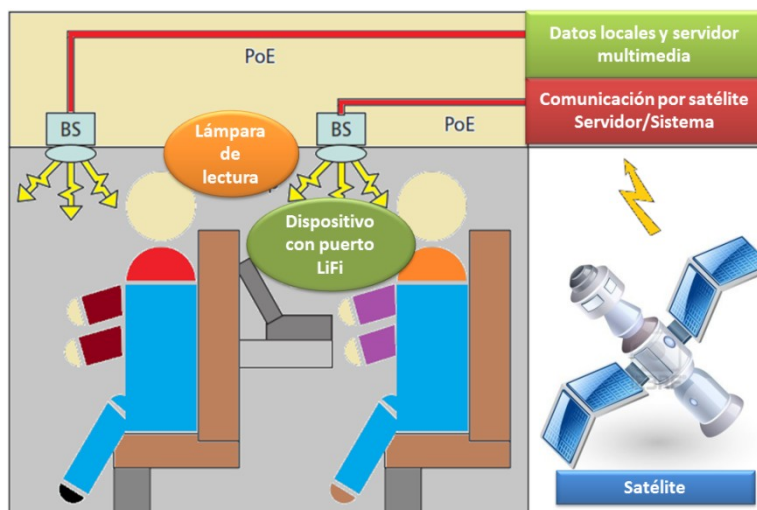 Datos locales y servidor
multimedia
PoE
Comunicación por satélite
Servidor/Sistema
BS
BS
PoE
Lámpara
de
lectura
Dispositivo
con puerto
LiFi
Satélite